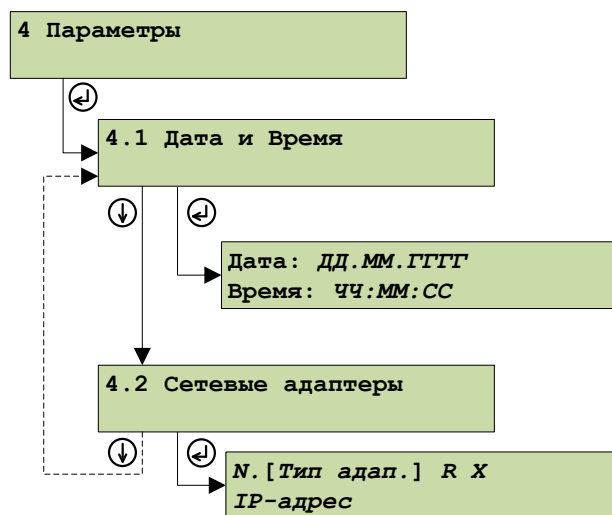 4 Параметры
4.1 Дата и Время
Дата: ДД.ММ.ГГГГ
Время: ЧЧ:ММ:СС
4.2 Сетевые адаптеры
N.[Тип адап.] R X
IP-адрес